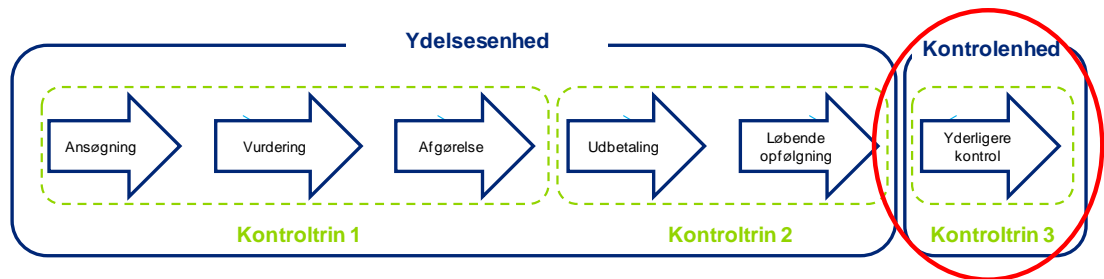 Ydelsesenhed
Kontrolenhed
Ansøgning
Vurdering
Afgørelse
Udbetaling
Løbende
opfølgning
Yderligere
kontrol
Kontroltrin 1
Kontroltrin 2
Kontroltrin 3